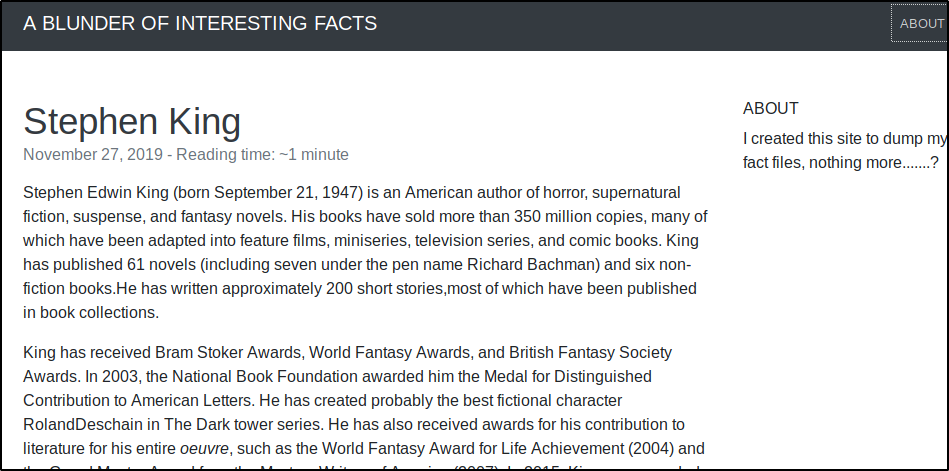 A BLUNDER OF INTERESTING FACTS
ABOUT
Stephen King
November 27, 2019 - Reading time: ~1 minute
Stephen Edwin King (born September 21, 1947) is an American author of horror, supernatural
fiction, suspense, and fantasy novels. His books have sold more than 350 million copies, many of
which have been adapted into feature films, miniseries, television series, and comic books. King
has published 61 novels (including seven under the pen name Richard Bachman) and six non-
fiction books.He has written approximately 200 short stories,most of which have been published
in book collections.
King has received Bram Stoker Awards, World Fantasy Awards, and British Fantasy Society
Awards. In 2003, the National Book Foundation awarded him the Medal for Distinguished
Contribution to American Letters. He has created probably the best fictional character
RolandDeschain in The Dark tower series. He has also received awards for his contribution to
literature for his entire oeuvre, such as the World Fantasy Award for Life Achievement (2004) and
ABOUT
I created this site to dump my
fact files, nothing more.......?